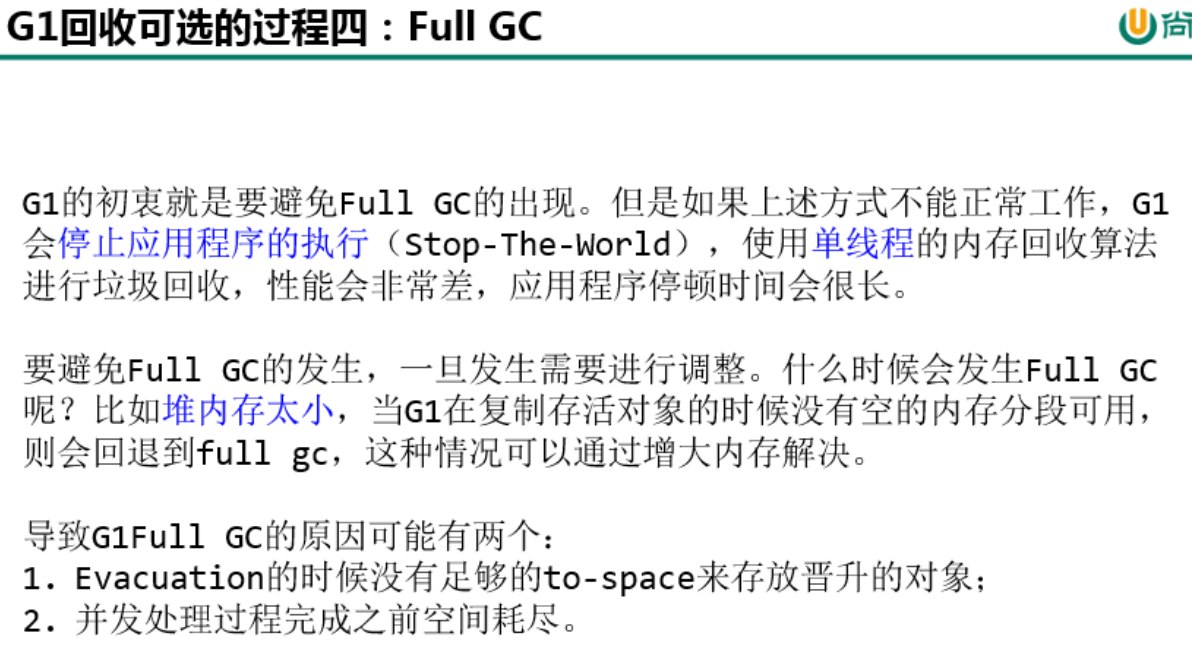 G1回收可选的过程四：Full GC
尚
G1的初衷就是要避免Full GC的出现。但是如果上述方式不能正常工作，G1
会停止应用程序的执行（Stop-The-World），使用单线程的内存回收算法
进行垃圾回收，性能会非常差，应用程序停顿时间会很长。
要避免Full GC的发生，一旦发生需要进行调整。什么时候会发生Full GC
呢？比如堆内存太小，当G1在复制存活对象的时候没有空的内存分段可用，
则会回退到full gc，这种情况可以通过增大内存解决。
导致G1Full GC的原因可能有两个：
1. Evacuation的时候没有足够的to-space来存放晋升的对象；
2. 并发处理过程完成之前空间耗尽。